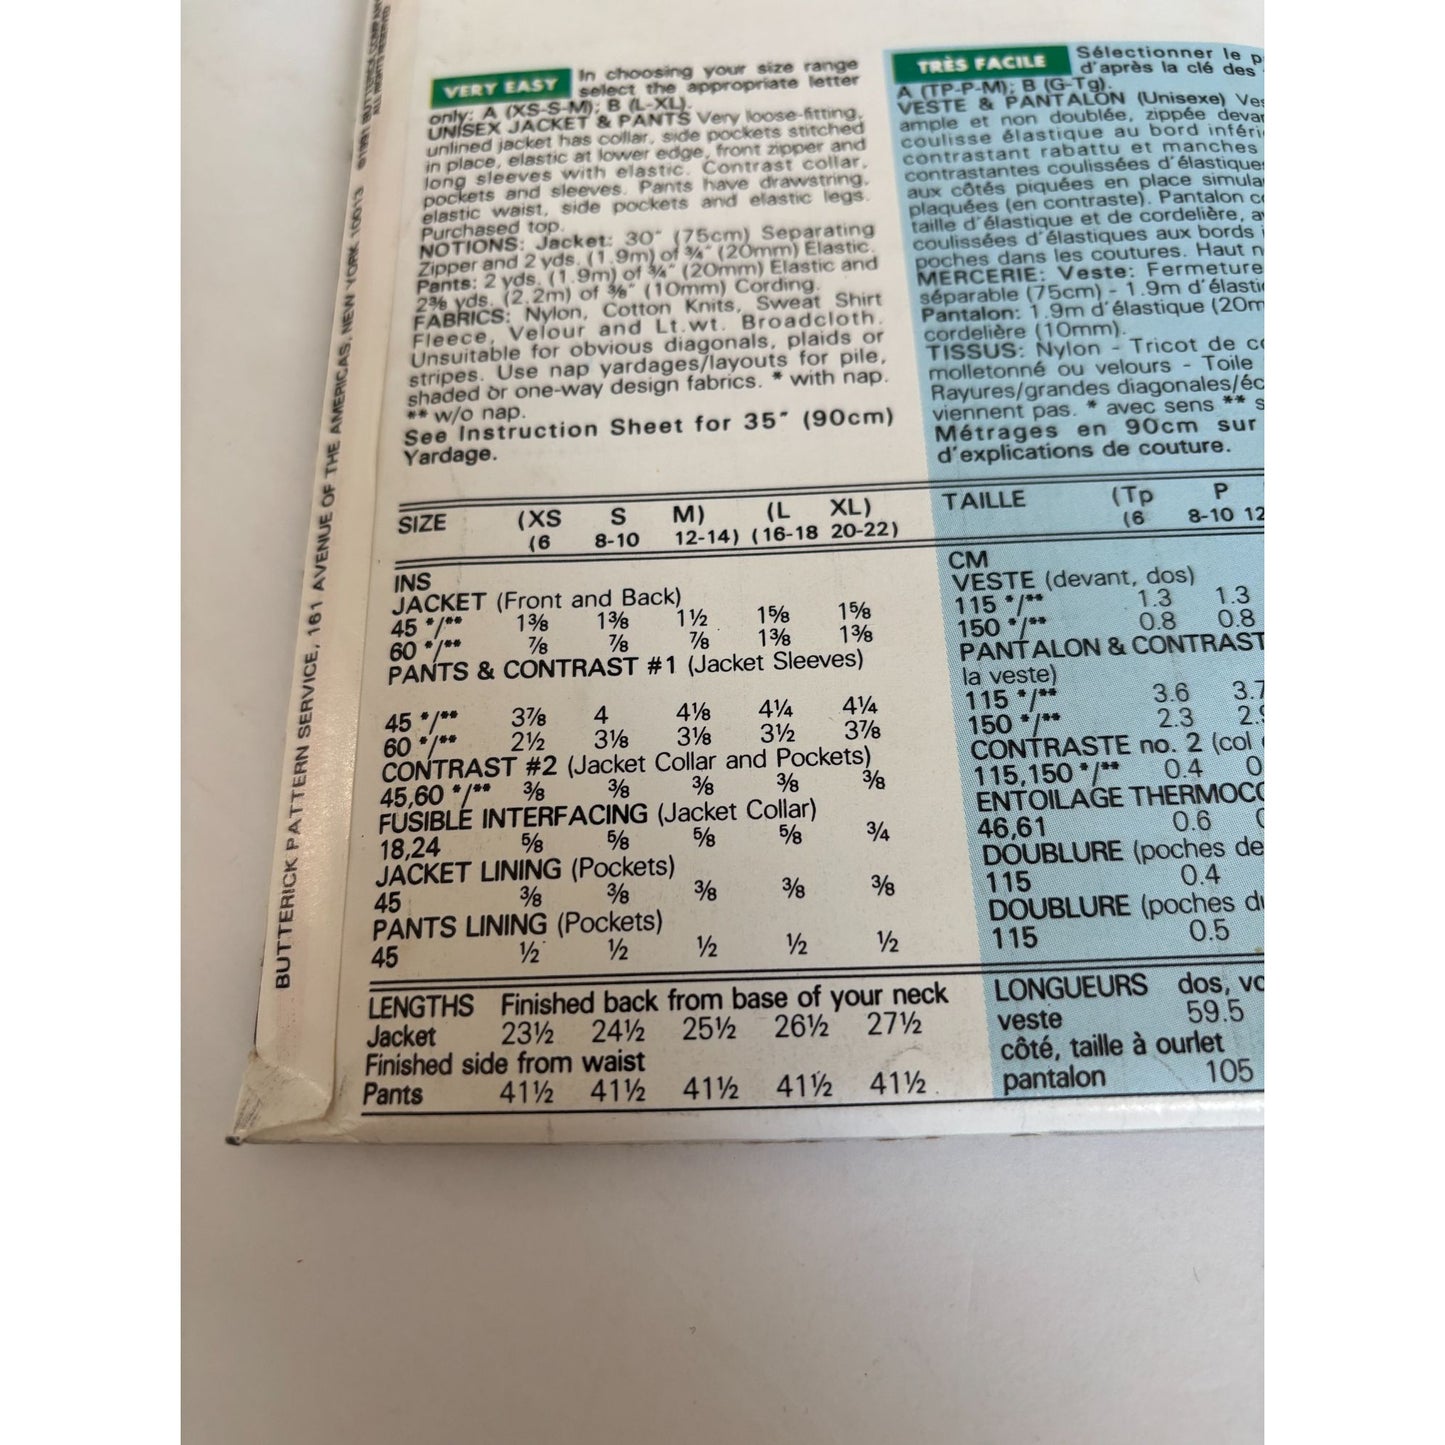 BUTTERICK PATTERN SERVICE, 161 AVENUE OF THE AMERICAS, NEW YORK 10013 ©1991 BUTTERICK COMPANY
ALL RIGHTS RESERVED
VERY EASY In choosing your size range
select the appropriate letter
only: A (XS-S-M); B (L-XL).
UNISEX JACKET & PANTS Very loose-fitting,
unlined jacket has collar, side pockets stitched
in place, elastic at lower edge, front zipper and
long sleeves with elastic. Contrast collar,
pockets and sleeves. Pants have drawstring,
elastic waist, side pockets and elastic legs.
Purchased top.
NOTIONS: Jacket: 30" (75cm) Separating
Zipper and 2 yds. (1.9m) of ¾" (20mm) Elastic.
Pants: 2 yds. (1.9m) of ¾" (20mm) Elastic and
2⅜ yds. (2.2m) of ⅜" (10mm) Cording.
FABRICS: Nylon, Cotton Knits, Sweat Shirt
Fleece, Velour and Lt.wt. Broadcloth.
Unsuitable for obvious diagonals, plaids or
stripes. Use nap yardages/layouts for pile,
shaded or one-way design fabrics. * with nap.
** w/o nap.
See Instruction Sheet for 35" (90cm)
Yardage.
SIZE (XS S M) (L XL)
(6 8-10 12-14) (16-18 20-22)
INS
JACKET (Front and Back)
45 */** 1⅜ 1⅜ 1½ 1⅝ 1⅝
60 */** ⅞ ⅞ ⅞ 1⅜ 1⅜
PANTS & CONTRAST #1 (Jacket Sleeves)
45 */** 3⅞ 4 4⅛ 4¼ 4¼
60 */** 2½ 3⅛ 3⅛ 3½ 3⅞
CONTRAST #2 (Jacket Collar and Pockets)
45,60 */** ⅜ ⅜ ⅜ ⅜ ⅜
FUSIBLE INTERFACING (Jacket Collar)
18,24 ⅝ ⅝ ⅝ ⅝ ¾
JACKET LINING (Pockets)
45 ⅜ ⅜ ⅜ ⅜ ⅜
PANTS LINING (Pockets)
45 ½ ½ ½ ½ ½
LENGTHS Finished back from base of your neck
Jacket 23½ 24½ 25½ 26½ 27½
Finished side from waist
Pants 41½ 41½ 41½ 41½ 41½
TRÈS FACILE Sélectionner le
d'après la clé des
A (TP-P-M); B (G-Tg).
VESTE & PANTALON (Unisexe)
ample et non doublée, zippée
coulisse élastique au bord
contrastant rabattu et manches
contrastantes coulissées
aux côtés piquées en place
plaquées (en contraste). Pantalon
taille d'élastique et de cordelière,
coulissées d'élastiques aux bords
poches dans les coutures. Haut
MERCERIE: Veste: Fermeture
séparable (75cm) - 1.9m
Pantalon: 1.9m d'élastique
cordelière (10mm).
TISSUS: Nylon - Tricot de
molletonné ou velours - Toile
Rayures/grandes
viennent pas. * avec sens **
Métrages en 90cm sur
d'explications de couture.
TAILLE (Tp P
(6 8-10 12
CM
VESTE (devant, dos)
115 */** 1.3 1.3
150 */** 0.8 0.8
PANTALON & CONTRAST
la veste)
115 */** 3.6 3.7
150 */** 2.3
CONTRASTE no. 2 (col
115,150 */** 0.4
ENTOILAGE
46,61 0.6
DOUBLURE (poches de
115 0.4
DOUBLURE (poches
115 0.5
LONGUEURS dos,
veste 59.5
côté, taille à ourlet
pantalon 105